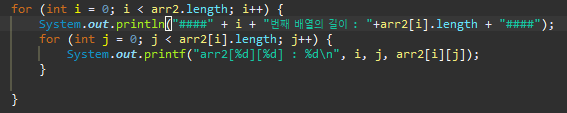 for (int i = 0; i < arr2.length; i++) {
System.out.println("####" + i + "번째 배열의 길이 : "+arr2[i].length + "####");
for (int j = 0; j < arr2[i].length; j++) {
System.out.printf("arr2[%d][%d] : %d\n", i, j, arr2[i][j]);
}
}